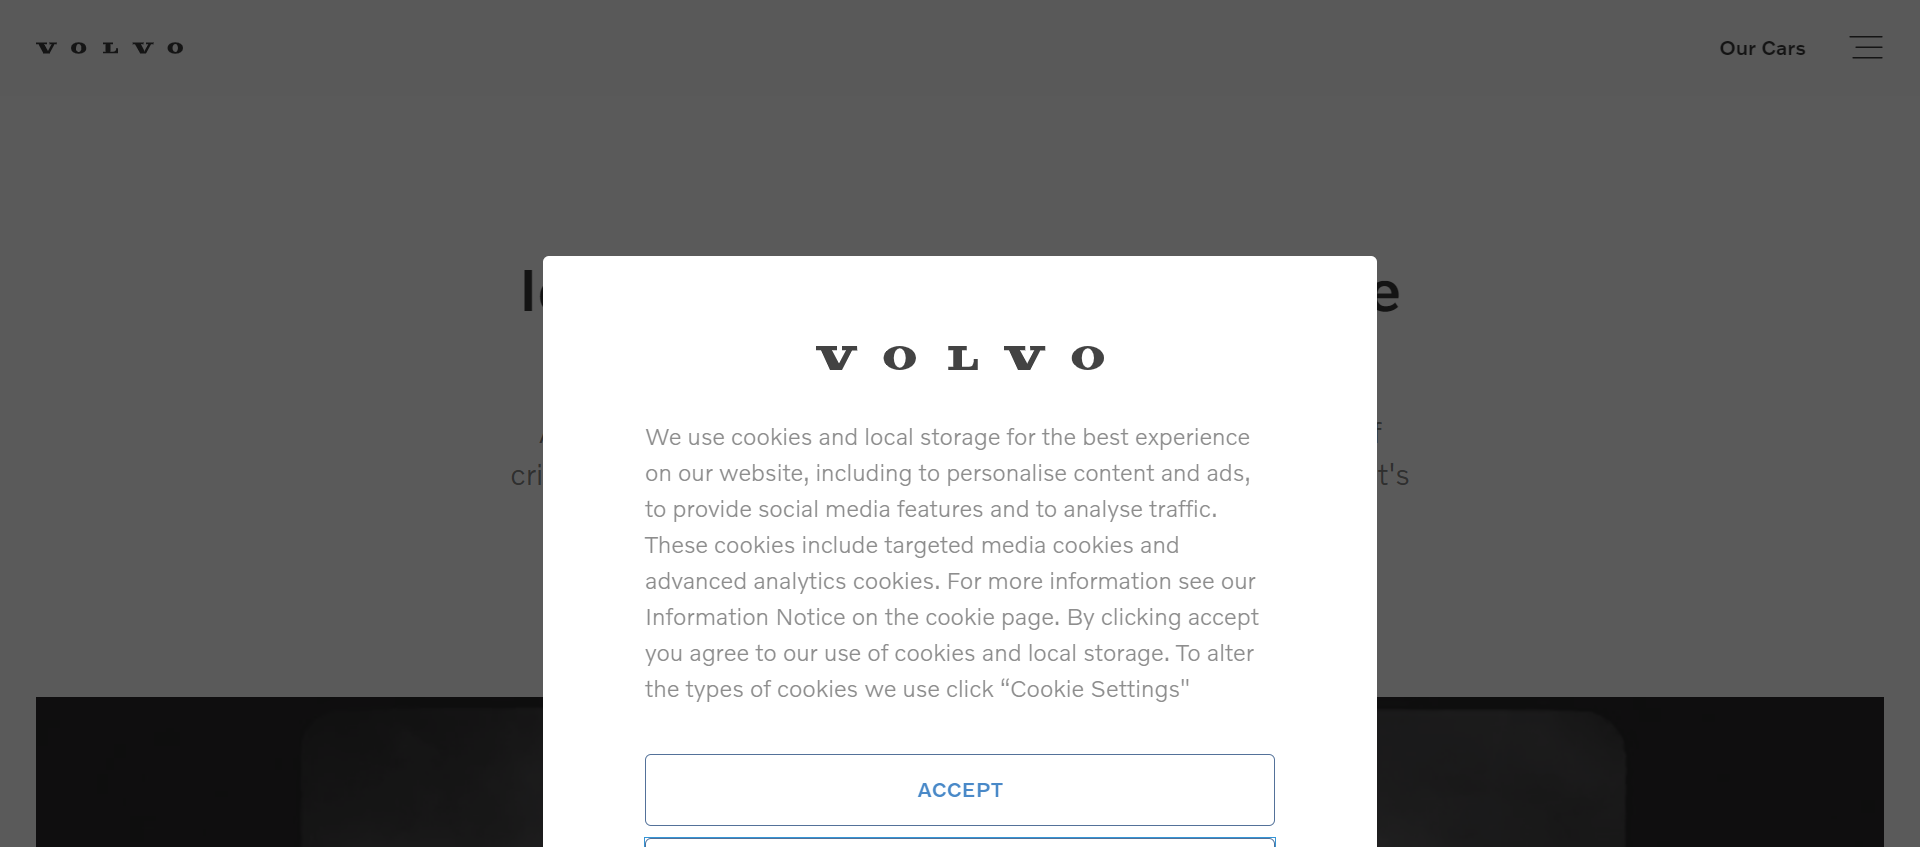 VOLVO
Our Cars
VOLVO
We use cookies and local storage for the best experience
on our website, including to personalise content and ads,
to provide social media features and to analyse traffic.
These cookies include targeted media cookies and
advanced analytics cookies. For more information see our
Information Notice on the cookie page. By clicking accept
you agree to our use of cookies and local storage. To alter
the types of cookies we use click “Cookie Settings"
ACCEPT